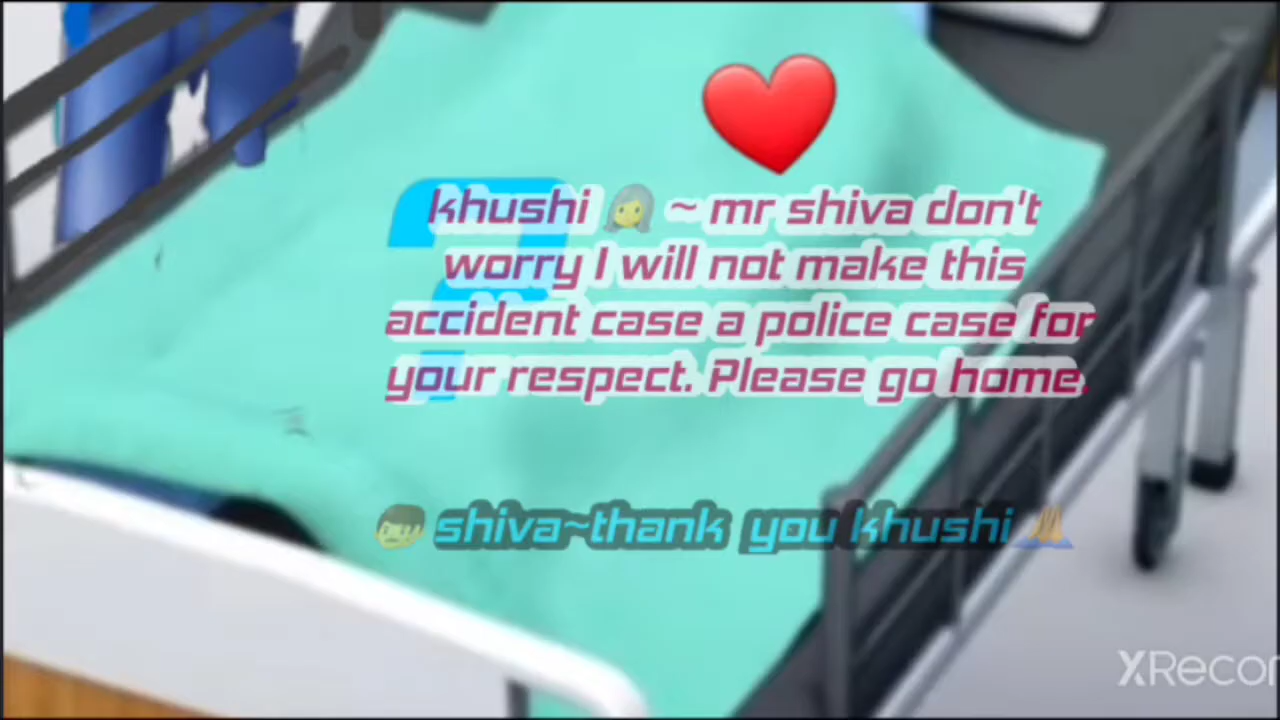 khushi 👩 ~ mr shiva don't
worry I will not make this
accident case a police case for
your respect. Please go home.
👦 shiva~thank you khushi 🙏
XRecor